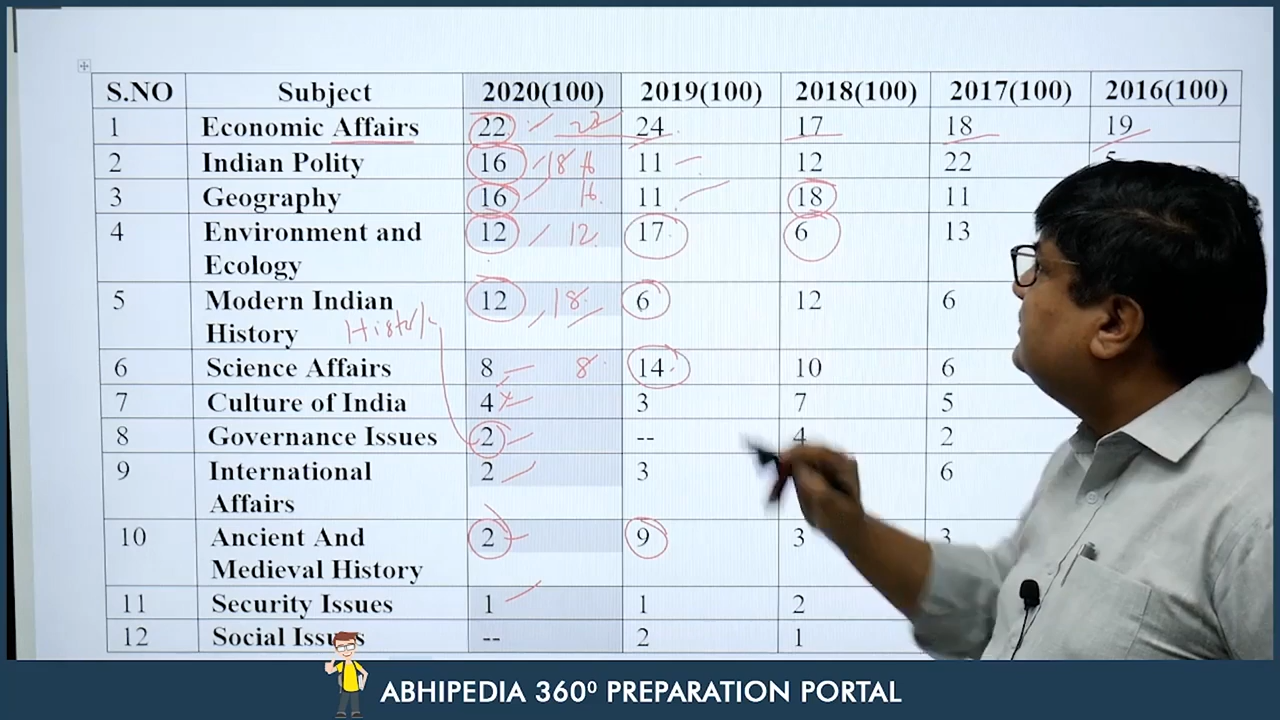 S.NO Subject 2020(100) 2019(100) 2018(100) 2017(100) 2016(100)
1 Economic Affairs 22 24 17 18 19
2 Indian Polity 16 18 16 11 12 22
3 Geography 16 16 11 18 11
4 Environment and 12 12 17 6 13
Ecology
5 Modern Indian 12 18 6 12 6
History
History
6 Science Affairs 8 8 14 10 6
7 Culture of India 4 3 7 5
8 Governance Issues 2 -- 4 2
9 International 2 3 6
Affairs
10 Ancient And 2 9 3 3
Medieval History
11 Security Issues 1 1 2
12 Social Issues -- 2 1
ABHIPEDIA 360⁰ PREPARATION PORTAL